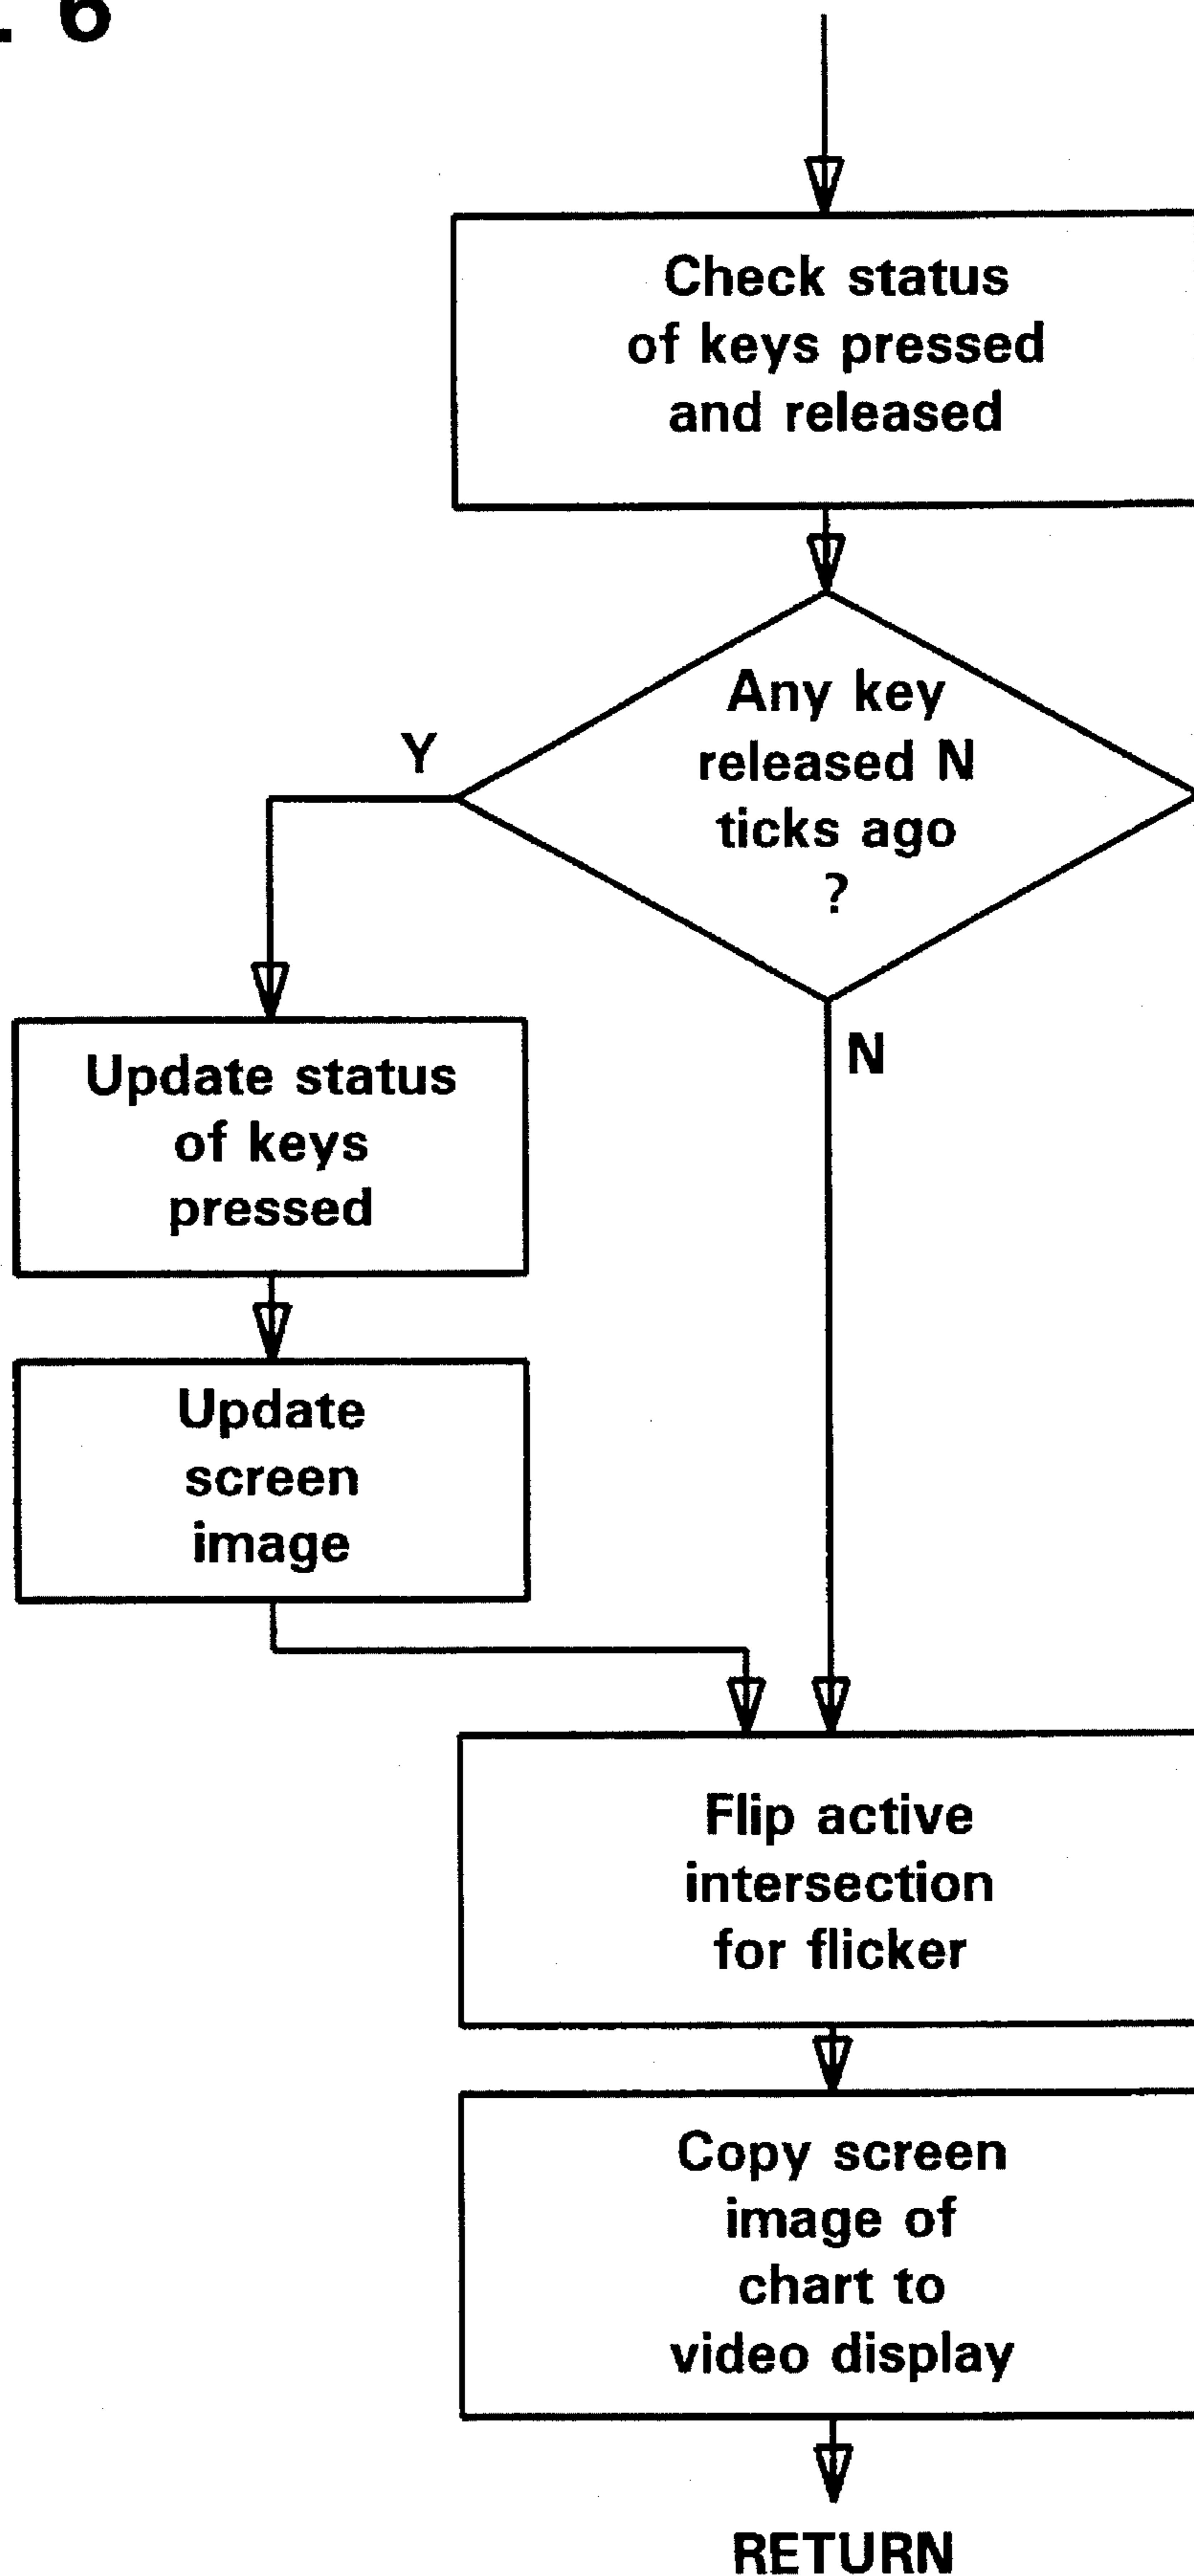 . 6
Check status
of keys pressed
and released
Any key
released N
ticks ago
?
Y
N
Update status
of keys
pressed
Update
screen
image
Flip active
intersection
for flicker
Copy screen
image of
chart to
video display
RETURN